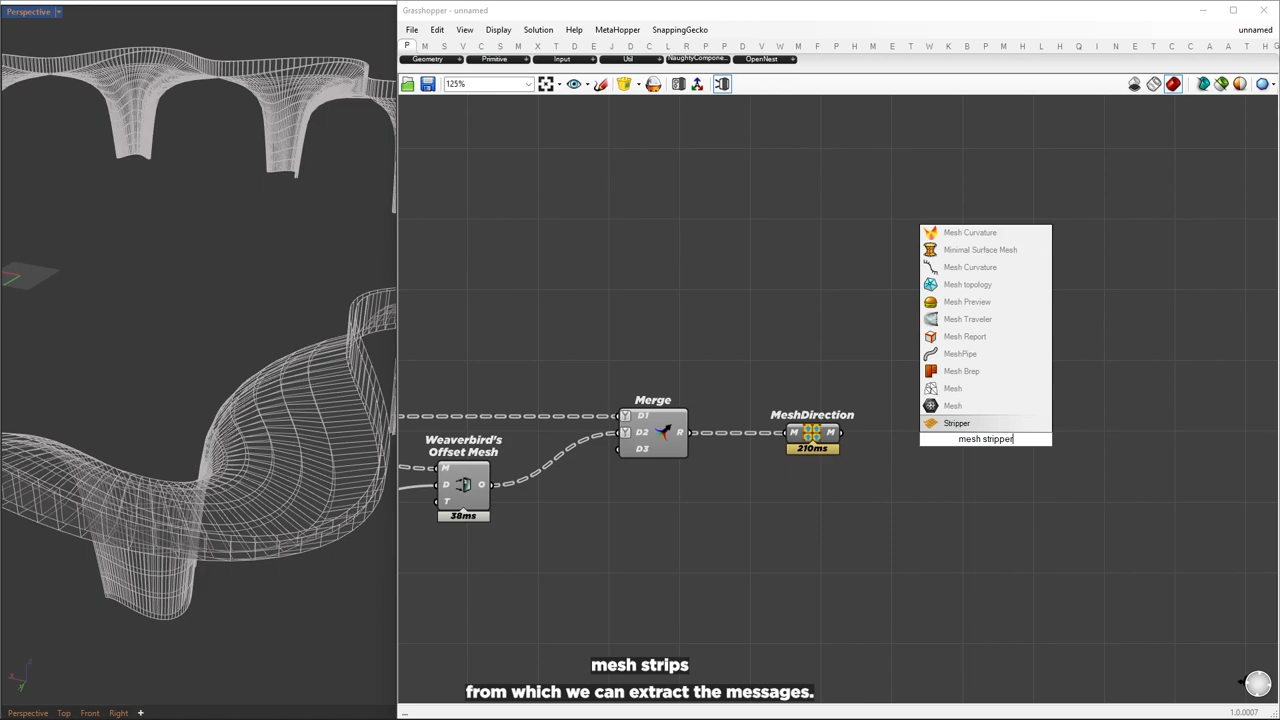 Perspective
Grasshopper - unnamed
File Edit View Display Solution Help MetaHopper SnappingGecko unnamed
Geometry Primitive Input Util NaughtyCompone... OpenNest
125%
Mesh Curvature
Minimal Surface Mesh
Mesh Curvature
Mesh topology
Mesh Preview
Mesh Traveler
Mesh Report
MeshPipe
Mesh Brep
Mesh
Mesh
Stripper
mesh stripper
Merge
D1
D2 R
D3
MeshDirection
M M
210ms
Weaverbird's
Offset Mesh
M
D O
T
38ms
mesh strips
from which we can extract the messages.
z
x
y
Perspective Top Front Right
1.0.0007